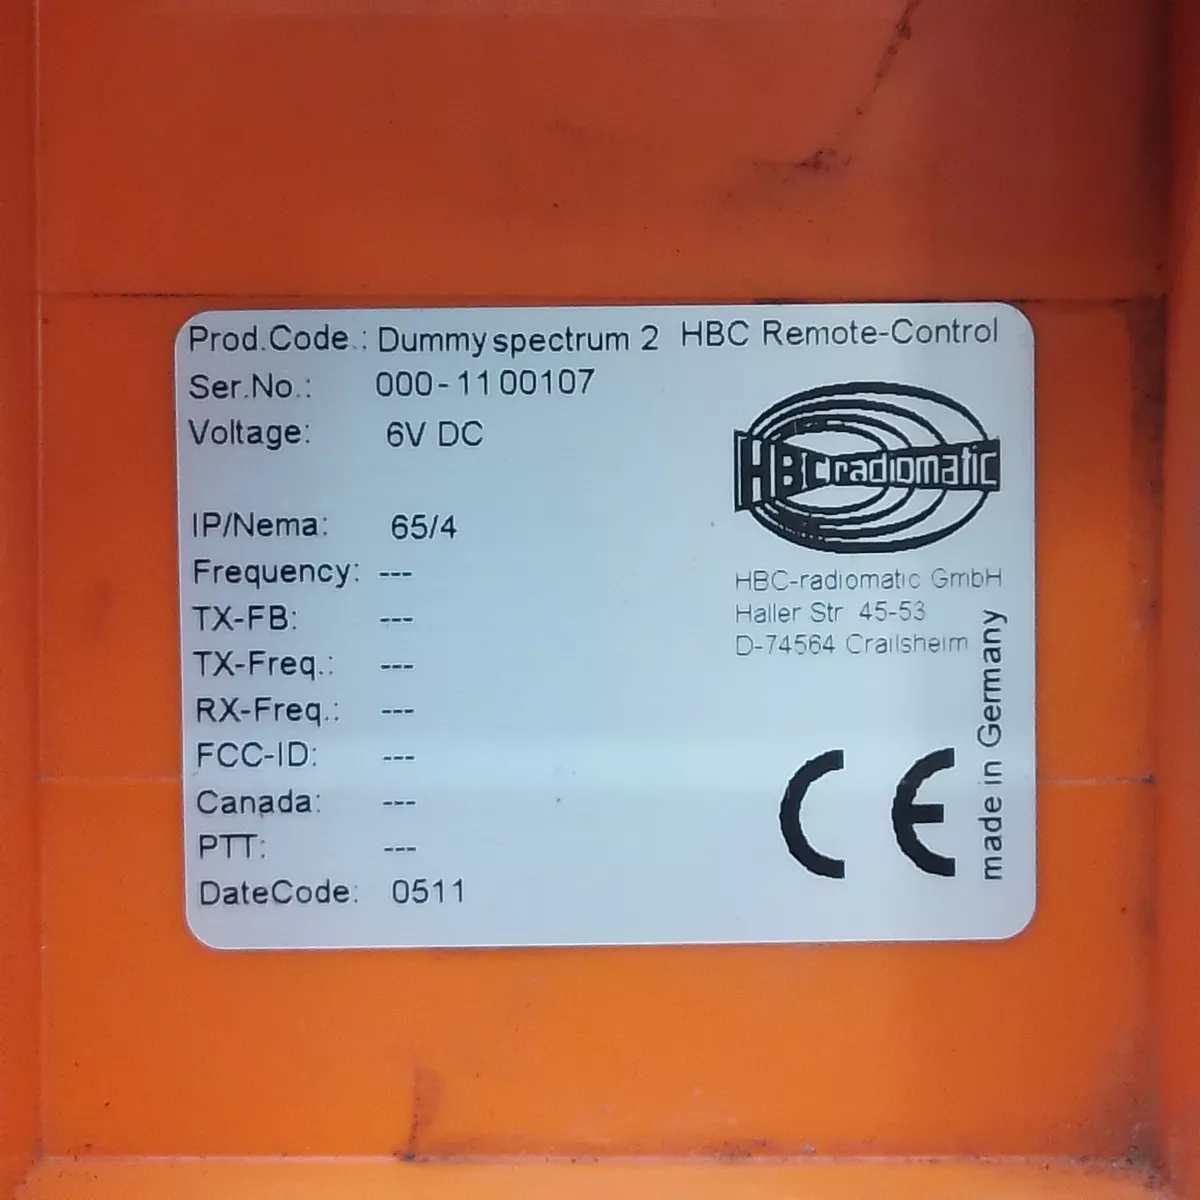 Prod.Code.: Dummy spectrum 2 HBC Remote-Control
Ser.No.: 000-1100107
Voltage: 6V DC
IP/Nema: 65/4
Frequency: ---
TX-FB: ---
TX-Freq.: ---
RX-Freq.: ---
FCC-ID: ---
Canada: ---
PTT: ---
DateCode: 0511
HBC radiomatic
HBC-radiomatic GmbH
Haller Str 45-53
D-74564 Crailsheim
made in Germany
CE